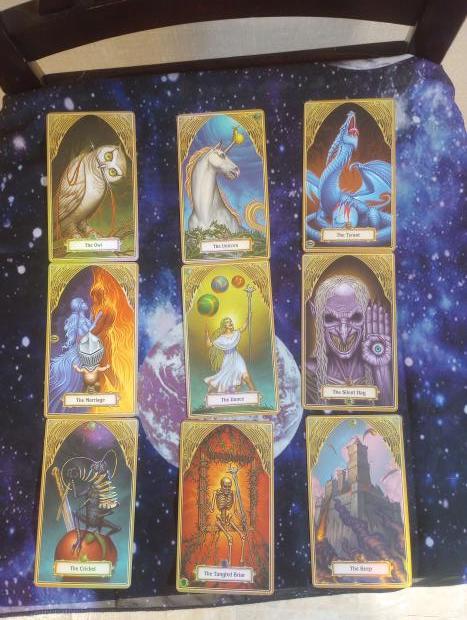 The Owl
The Unicorn
The Tyrant
The Marriage
The Dance
The Silent Hag
The Cricket
The Tangled Briar
The Keep